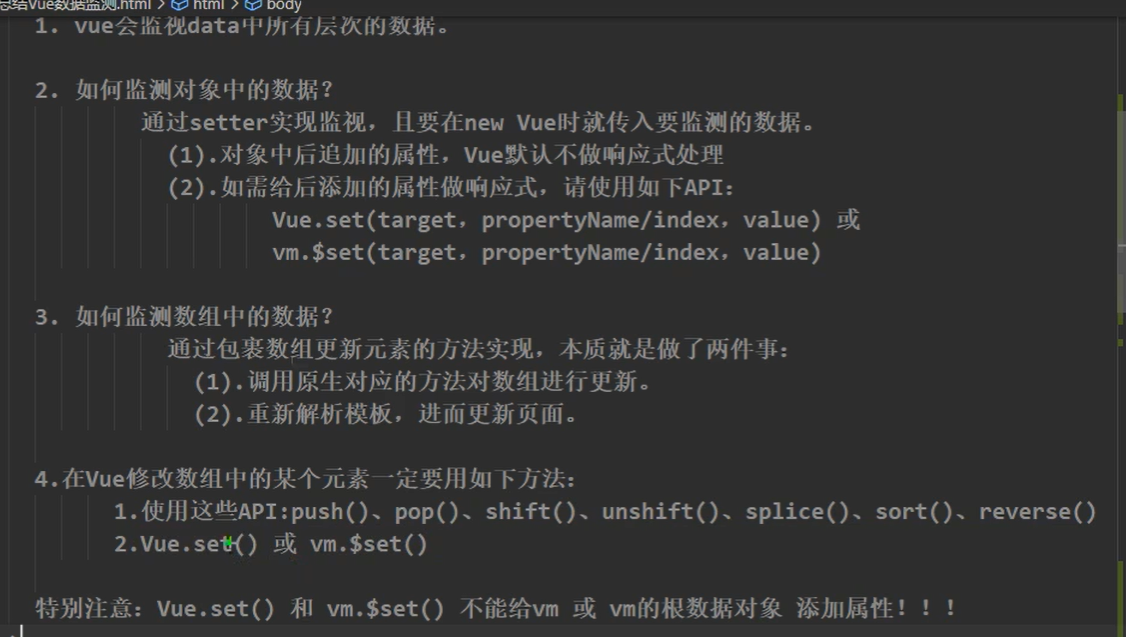 总结Vue数据监测.html > html > body
1. vue会监视data中所有层次的数据。
2. 如何监测对象中的数据?
通过setter实现监视，且要在new Vue时就传入要监测的数据。
(1).对象中后追加的属性，Vue默认不做响应式处理
(2).如需给后添加的属性做响应式，请使用如下API:
Vue.set(target, propertyName/index, value) 或
vm.$set(target, propertyName/index, value)
3. 如何监测数组中的数据?
通过包裹数组更新元素的方法实现，本质就是做了两件事:
(1).调用原生对应的方法对数组进行更新。
(2).重新解析模板，进而更新页面。
4.在Vue修改数组中的某个元素一定要用如下方法:
1.使用这些API:push()、pop()、shift()、unshift()、splice()、sort()、reverse()
2.Vue.set() 或 vm.$set()
特别注意: Vue.set() 和 vm.$set() 不能给vm 或 vm的根数据对象 添加属性！！！